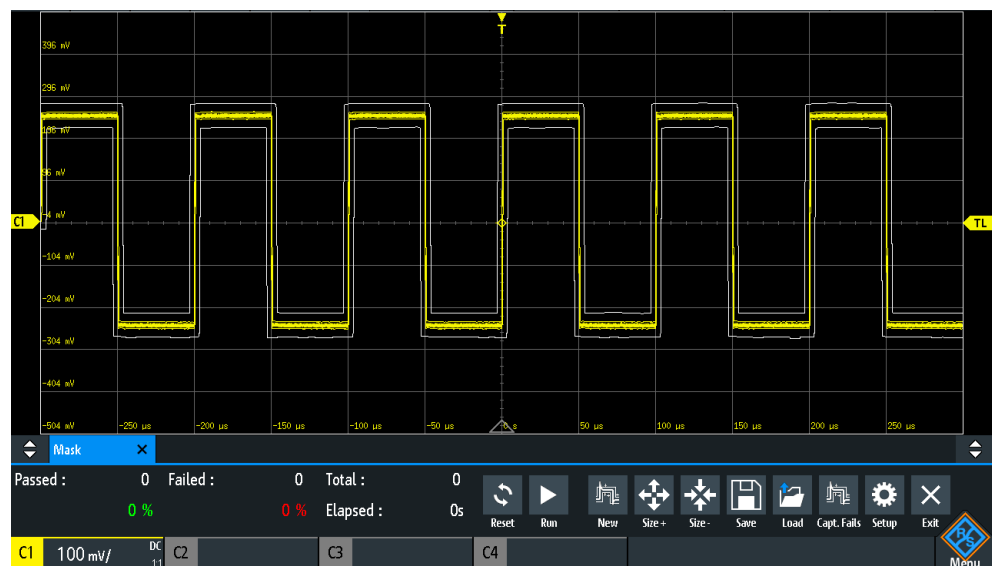 T
396 mV
296 mV
196 mV
96 mV
C1 -4 mV TL
-104 mV
-204 mV
-304 mV
-404 mV
-504 mV -250 µs -200 µs -150 µs -100 µs -50 µs 0 s 50 µs 100 µs 150 µs 200 µs 250 µs
Mask
Passed : 0 Failed : 0 Total : 0
0 % 0 % Elapsed : 0s
Reset Run New Size + Size - Save Load Capt. Fails Setup Exit
C1 100 mV/ DC 1:1 C2 C3 C4 R&S Menu